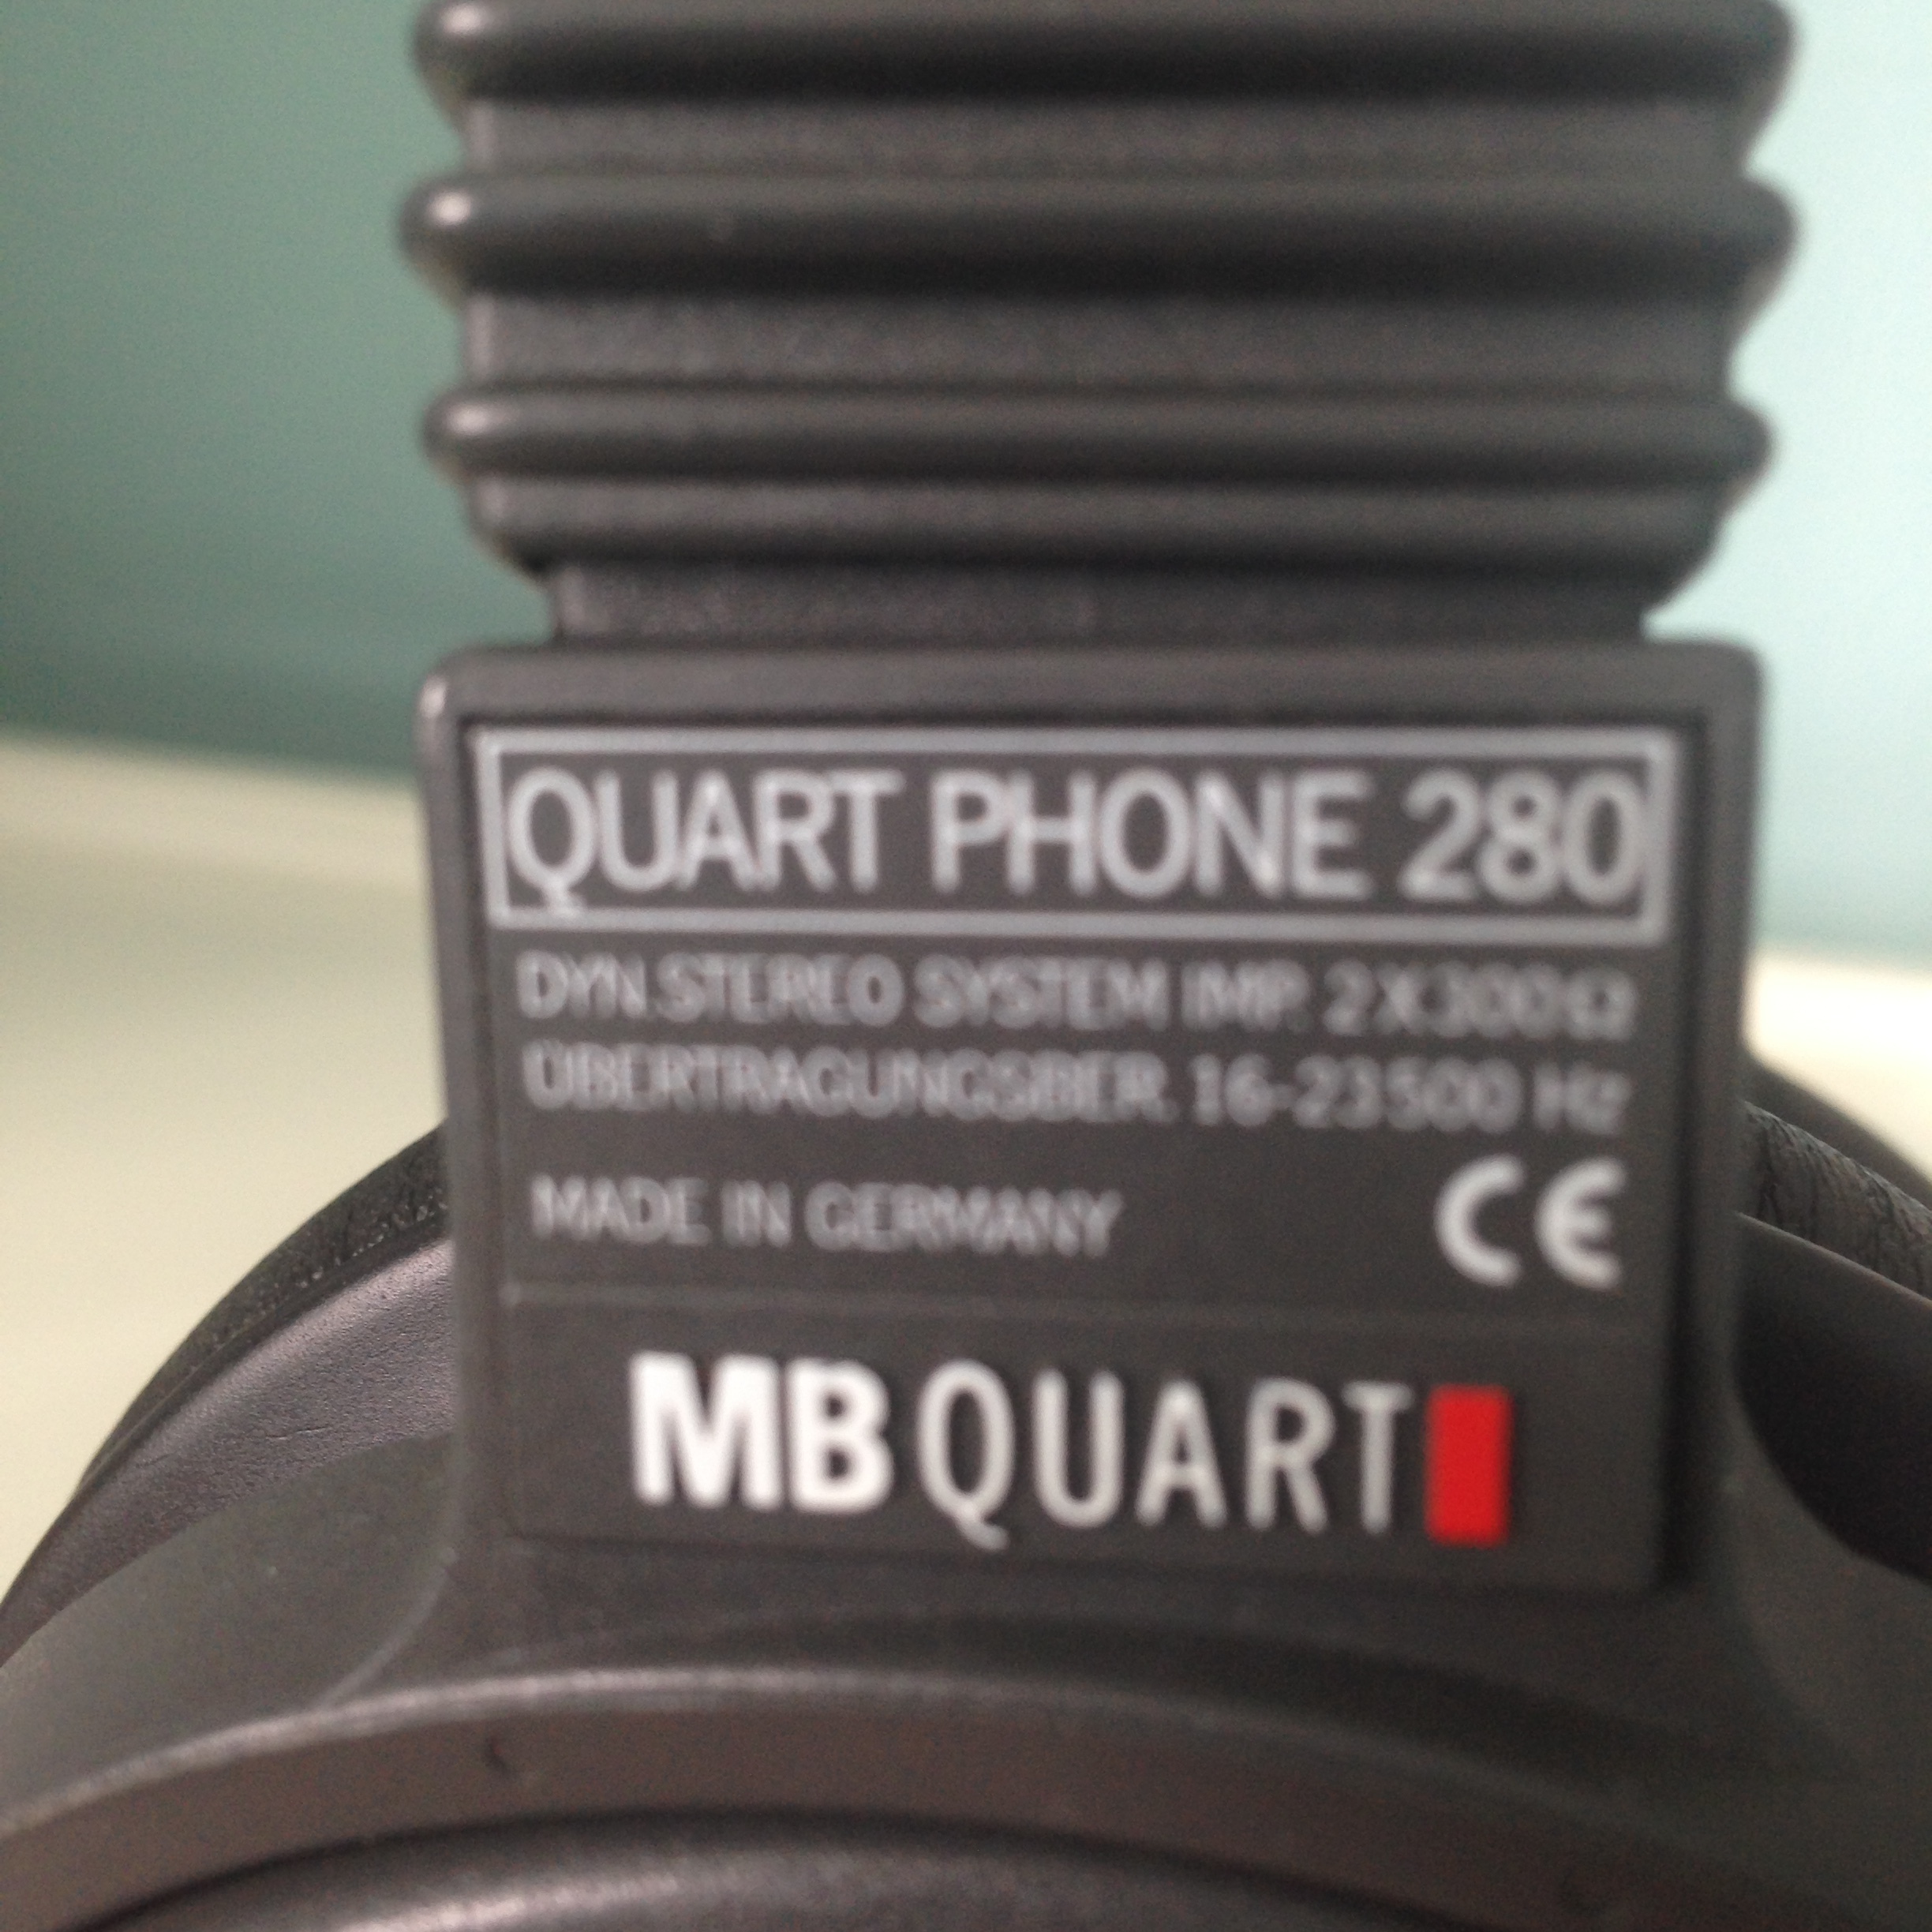 QUART PHONE 280
DYN.STEREO SYSTEM IMP. 2X300Ω
ÜBERTRAGUNGSBER. 16-23500 Hz
MADE IN GERMANY CE
MB QUART